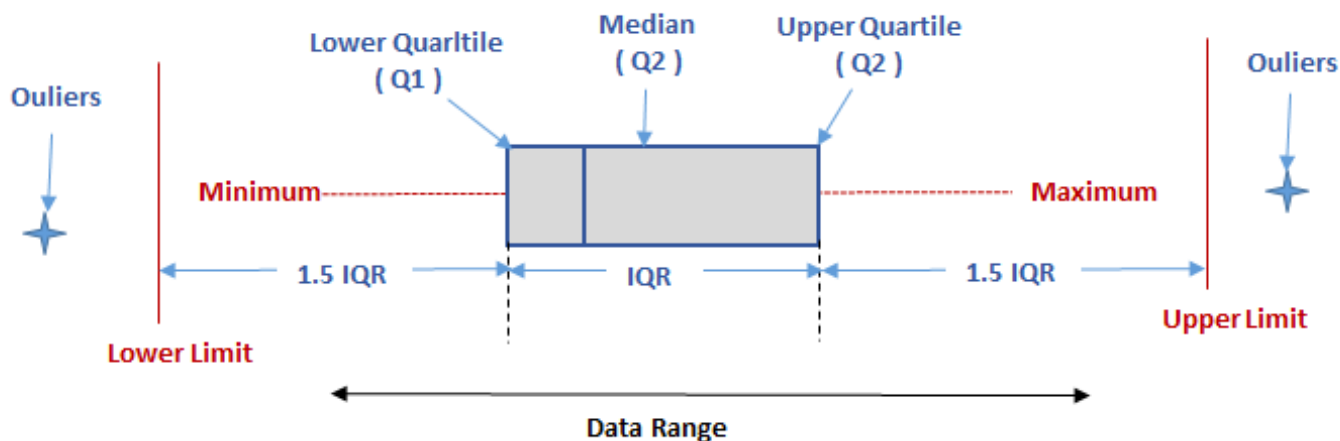 Lower Quarltile
( Q1 )
Median
( Q2 )
Upper Quartile
( Q2 )
Ouliers
Ouliers
Minimum
Maximum
1.5 IQR
IQR
1.5 IQR
Lower Limit
Upper Limit
Data Range